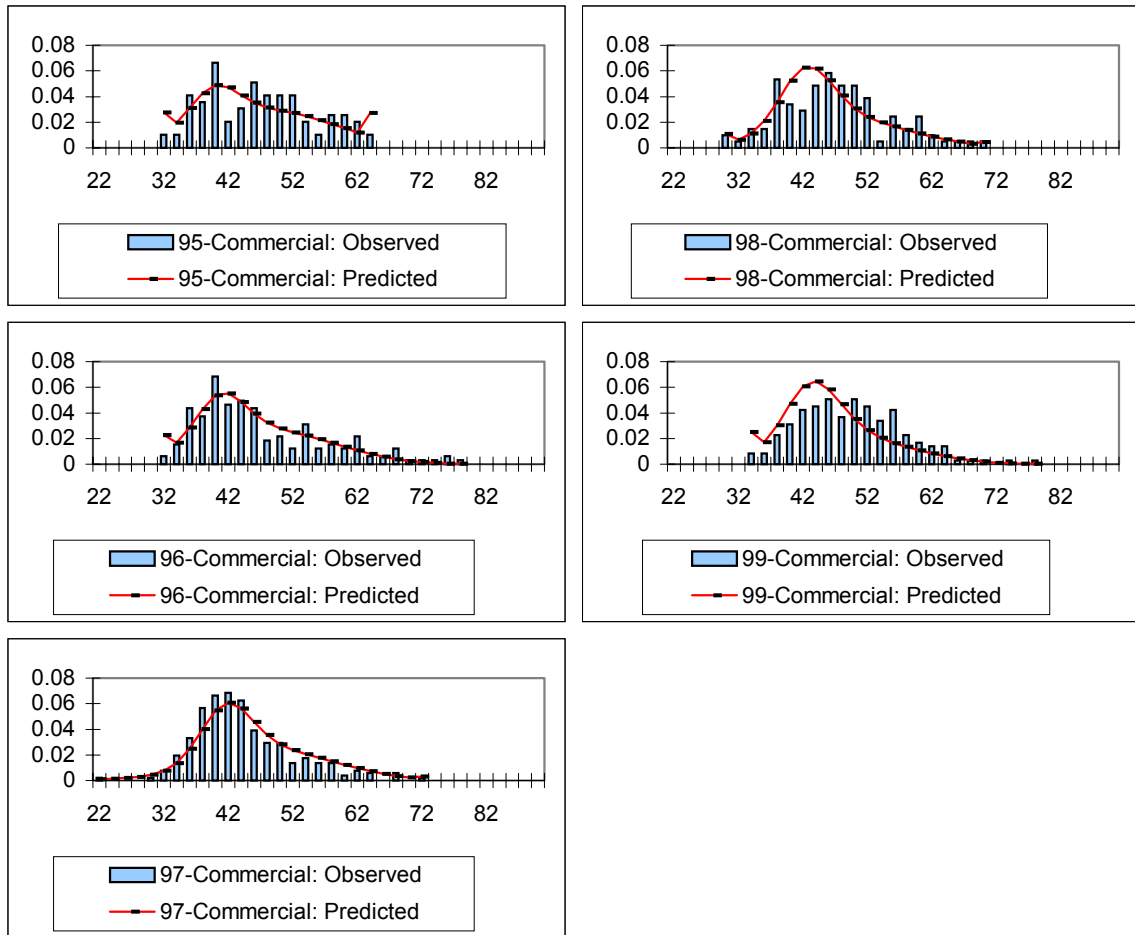 0.08
0.06
0.04
0.02
0
22 32 42 52 62 72 82
95-Commercial: Observed
95-Commercial: Predicted
0.08
0.06
0.04
0.02
0
22 32 42 52 62 72 82
98-Commercial: Observed
98-Commercial: Predicted
0.08
0.06
0.04
0.02
0
22 32 42 52 62 72 82
96-Commercial: Observed
96-Commercial: Predicted
0.08
0.06
0.04
0.02
0
22 32 42 52 62 72 82
99-Commercial: Observed
99-Commercial: Predicted
0.08
0.06
0.04
0.02
0
22 32 42 52 62 72 82
97-Commercial: Observed
97-Commercial: Predicted